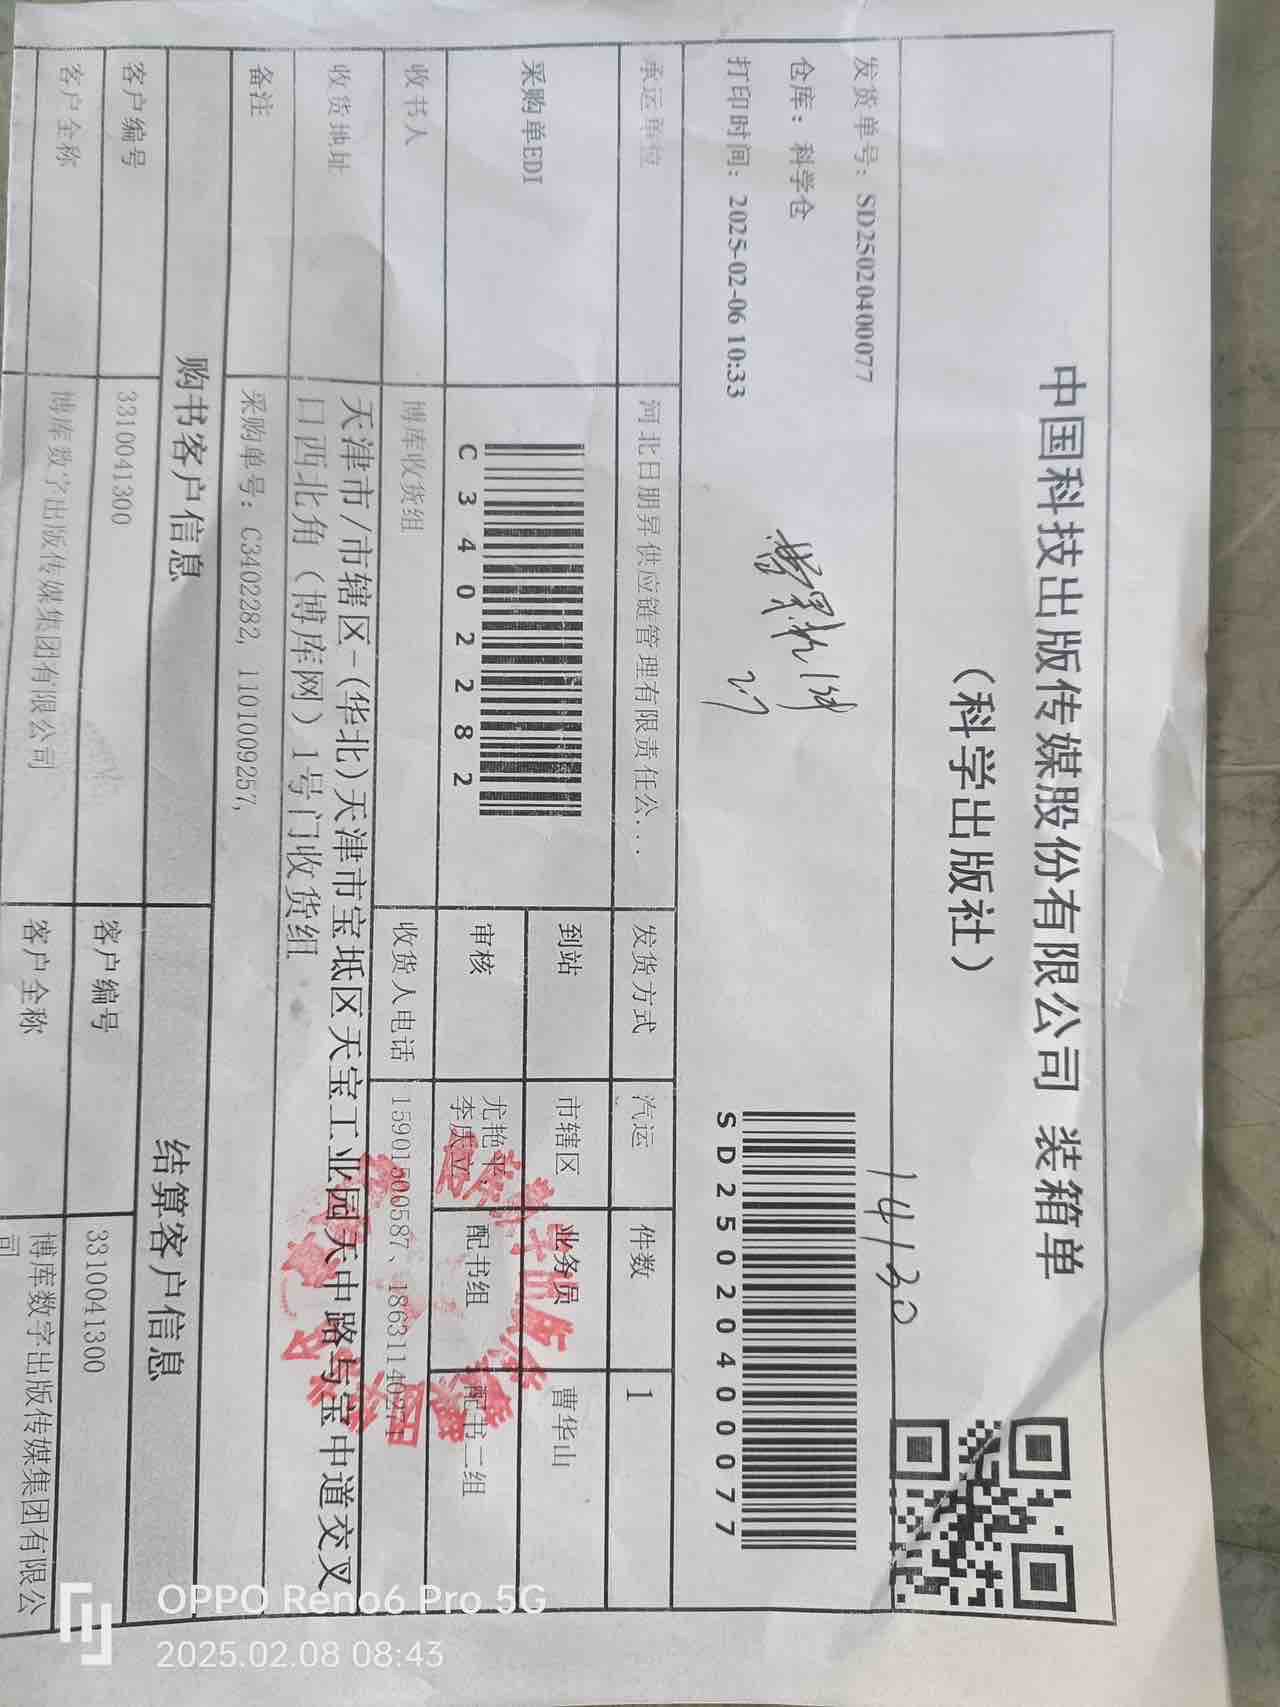 中国科技出版传媒股份有限公司 装箱单
（科学出版社）
14130
发货单号：SD2502040077
仓库：科学仓
打印时间：2025-02-06 10:33
SD2502040077
27
承运单位 河北日朋昇供应链管理有限责任公... 发货方式 汽运 件数 1
采购单EDI C3402282 到站 市辖区 业务员 曹华山
审核 尤艳平, 李庆立 配书组 配书二组
收书人 博库收货组 收货人电话 15901500587、18631140271
收货地址 天津市/市辖区-(华北)天津市宝坻区天宝工业园天中路与宝中道交叉
口西北角（博库网）1号门收货组
备注 采购单号：C3402282, 1101009257,
购书客户信息 结算客户信息
客户编号 3310041300 客户编号 3310041300
客户全称 博库数字出版传媒集团有限公司 客户全称 博库数字出版传媒集团有限公
司
OPPO Reno6 Pro 5G
2025.02.08 08:43